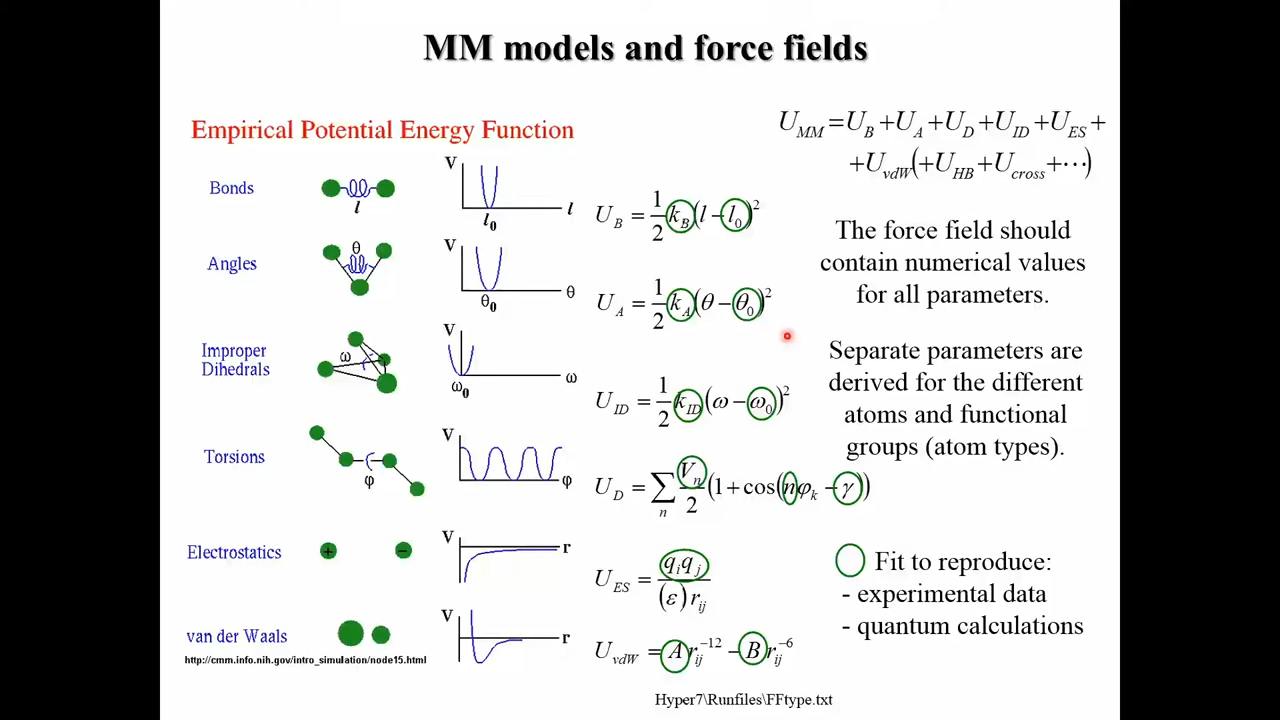 MM models and force fields
Empirical Potential Energy Function
U_MM = U_B + U_A + U_D + U_ID + U_ES +
+ U_vdW (+ U_HB + U_cross + ⋯)
Bonds
l
V
l
l₀
U_B = 1/2 k_B (l − l₀)²
The force field should
contain numerical values
for all parameters.
Angles
θ
V
θ
θ₀
U_A = 1/2 k_A (θ − θ₀)²
Improper
Dihedrals
ω
V
ω
ω₀
U_ID = 1/2 k_ID (ω − ω₀)²
Separate parameters are
derived for the different
atoms and functional
groups (atom types).
Torsions
φ
V
φ
U_D = ∑_n V_n/2 (1 + cos(nφ_k − γ))
Electrostatics
+ −
V
r
U_ES = q_i q_j / (ε) r_ij
Fit to reproduce:
- experimental data
- quantum calculations
van der Waals
V
r
U_vdW = A r_ij⁻¹² − B r_ij⁻⁶
http://cmm.info.nih.gov/intro_simulation/node15.html
Hyper7\Runfiles\FFtype.txt